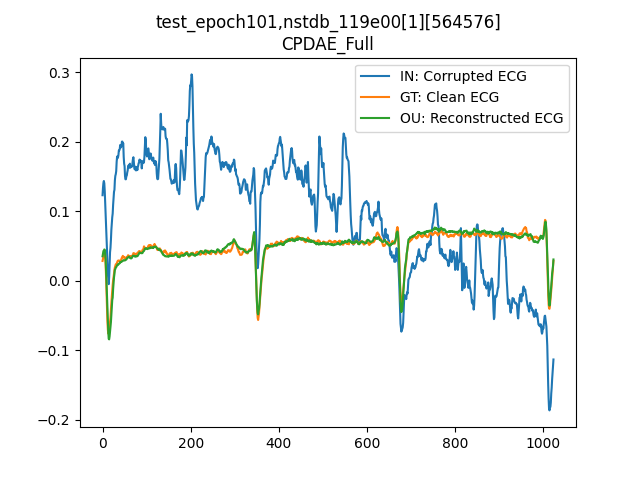 test_epoch101,nstdb_119e00[1][564576]
CPDAE_Full
IN: Corrupted ECG
GT: Clean ECG
OU: Reconstructed ECG
0.3
0.2
0.1
0.0
−0.1
−0.2
0 200 400 600 800 1000